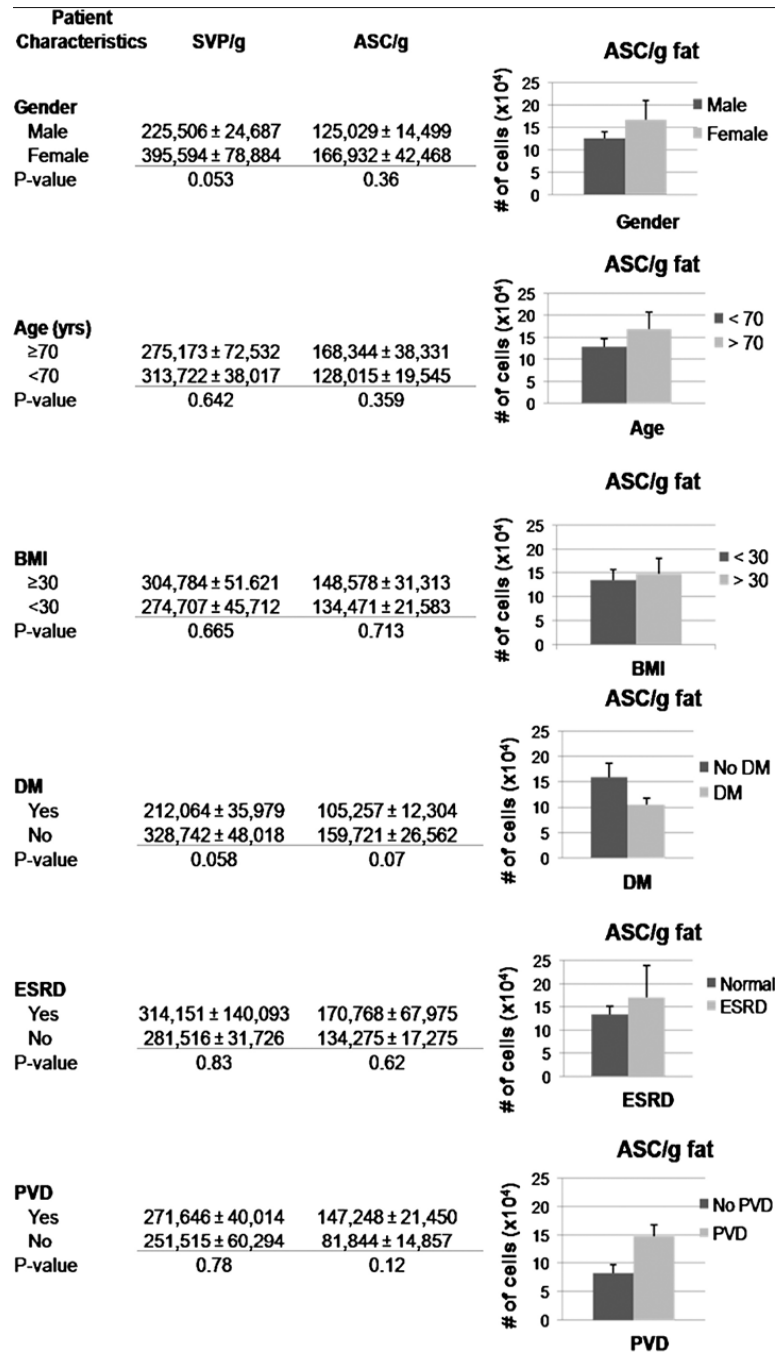 Patient
Characteristics SVP/g ASC/g
Gender
Male 225,506 ± 24,687 125,029 ± 14,499
Female 395,594 ± 78,884 166,932 ± 42,468
P-value 0.053 0.36
ASC/g fat
# of cells (x10⁴)
25
20
15
10
5
0
Male
Female
Gender
Age (yrs)
≥70 275,173 ± 72,532 168,344 ± 38,331
<70 313,722 ± 38,017 128,015 ± 19,545
P-value 0.642 0.359
ASC/g fat
# of cells (x10⁴)
25
20
15
10
5
0
< 70
> 70
Age
BMI
≥30 304,784 ± 51.621 148,578 ± 31,313
<30 274,707 ± 45,712 134,471 ± 21,583
P-value 0.665 0.713
ASC/g fat
# of cells (x10⁴)
25
20
15
10
5
0
< 30
> 30
BMI
DM
Yes 212,064 ± 35,979 105,257 ± 12,304
No 328,742 ± 48,018 159,721 ± 26,562
P-value 0.058 0.07
ASC/g fat
# of cells (x10⁴)
25
20
15
10
5
0
No DM
DM
DM
ESRD
Yes 314,151 ± 140,093 170,768 ± 67,975
No 281,516 ± 31,726 134,275 ± 17,275
P-value 0.83 0.62
ASC/g fat
# of cells (x10⁴)
25
20
15
10
5
0
Normal
ESRD
ESRD
PVD
Yes 271,646 ± 40,014 147,248 ± 21,450
No 251,515 ± 60,294 81,844 ± 14,857
P-value 0.78 0.12
ASC/g fat
# of cells (x10⁴)
25
20
15
10
5
0
No PVD
PVD
PVD